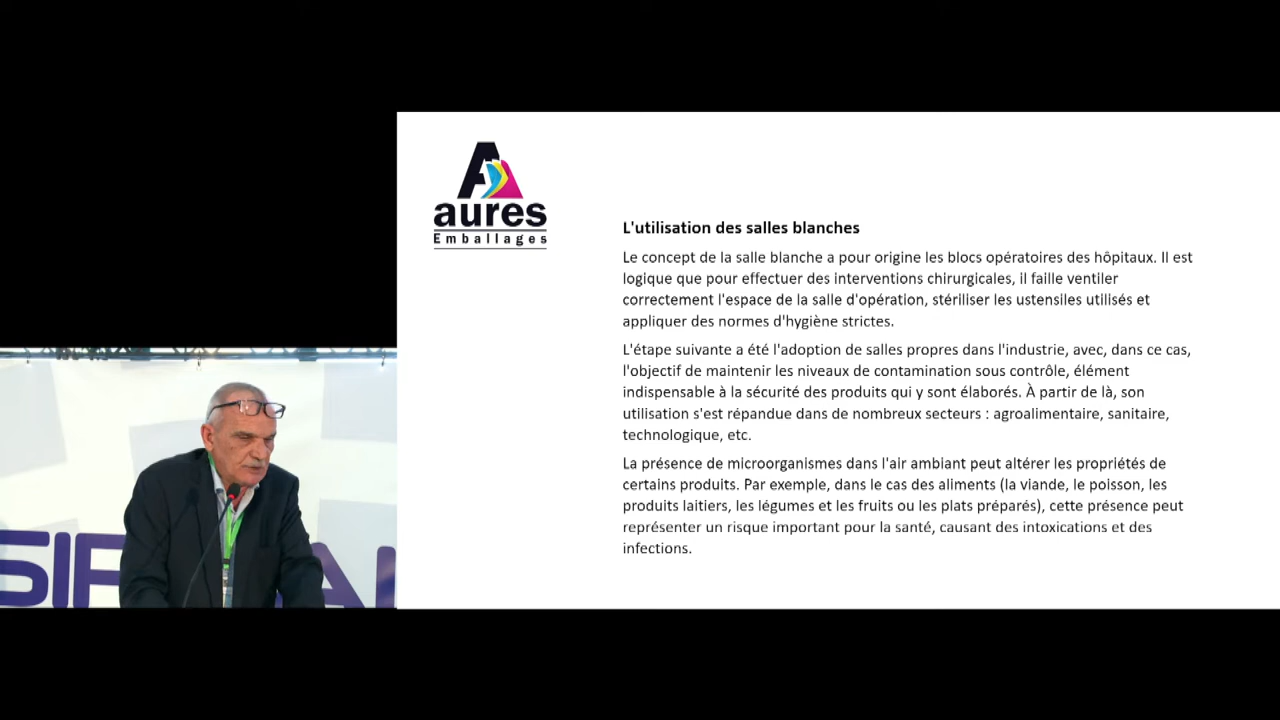 aures
Emballages
L'utilisation des salles blanches
Le concept de la salle blanche a pour origine les blocs opératoires des hôpitaux. Il est
logique que pour effectuer des interventions chirurgicales, il faille ventiler
correctement l'espace de la salle d'opération, stériliser les ustensiles utilisés et
appliquer des normes d'hygiène strictes.
L'étape suivante a été l'adoption de salles propres dans l'industrie, avec, dans ce cas,
l'objectif de maintenir les niveaux de contamination sous contrôle, élément
indispensable à la sécurité des produits qui y sont élaborés. À partir de là, son
utilisation s'est répandue dans de nombreux secteurs : agroalimentaire, sanitaire,
technologique, etc.
La présence de microorganismes dans l'air ambiant peut altérer les propriétés de
certains produits. Par exemple, dans le cas des aliments (la viande, le poisson, les
produits laitiers, les légumes et les fruits ou les plats préparés), cette présence peut
représenter un risque important pour la santé, causant des intoxications et des
infections.